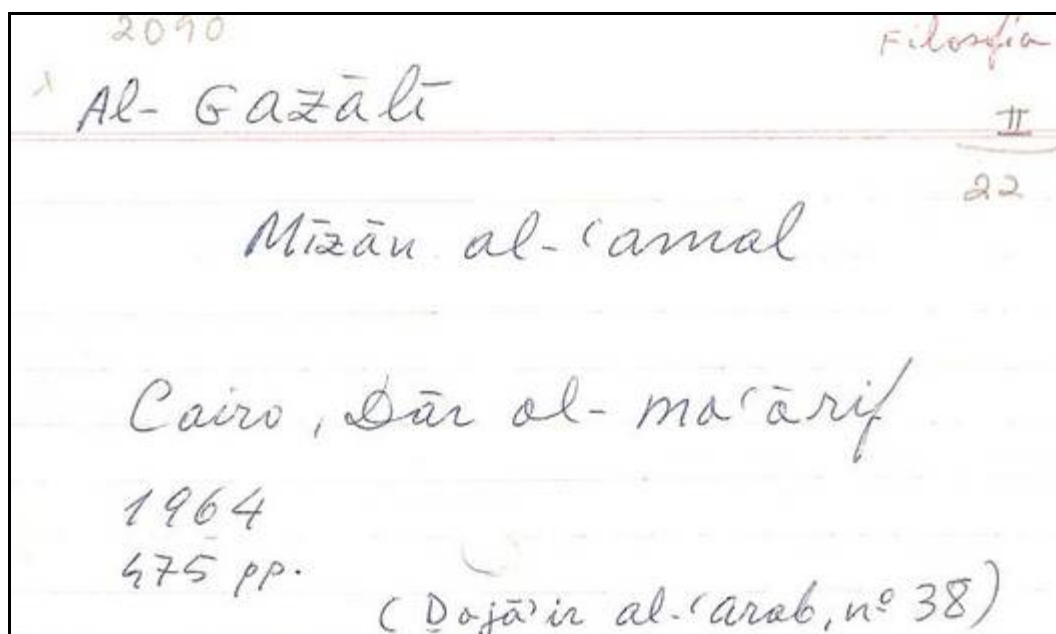 2090
Filosofia
Al-Gazālī
II
22
Mīzān al-ʿamal
Cairo, Dār al-maʿārif
1964
475 pp.
(Ḏajāʾir al-ʿarab, nº 38)